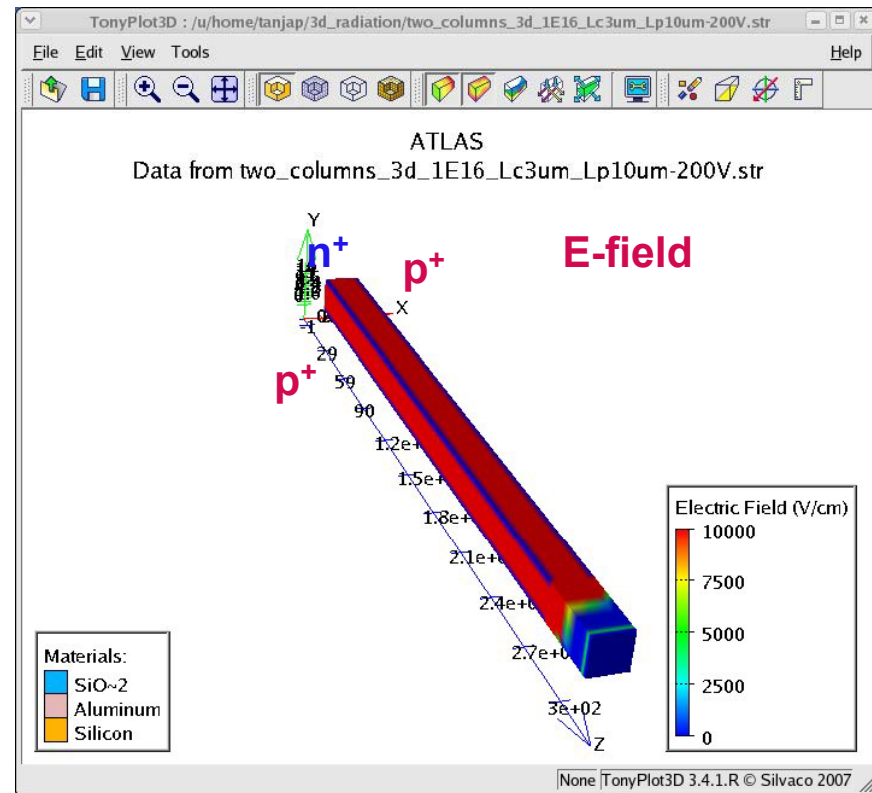 TonyPlot3D : /u/home/tanjap/3d_radiation/two_columns_3d_1E16_Lc3um_Lp10um-200V.str
File Edit View Tools Help
ATLAS
Data from two_columns_3d_1E16_Lc3um_Lp10um-200V.str
Y
n+
p+
E-field
X
-1
29
p+
59
90
1.2e+
1.5e+
1.8e+
2.1e+
2.4e+0
2.7e+0
3e+02
Z
Electric Field (V/cm)
10000
7500
5000
2500
0
Materials:
SiO~2
Aluminum
Silicon
None TonyPlot3D 3.4.1.R © Silvaco 2007